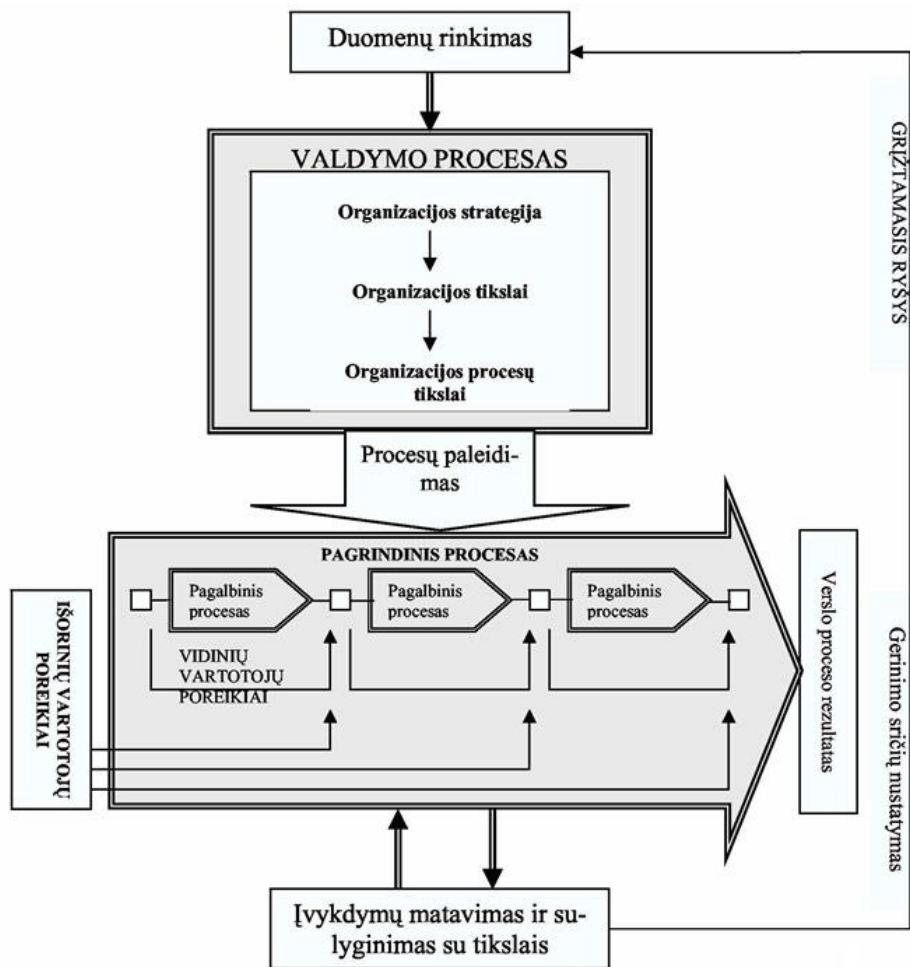 Duomenų rinkimas
VALDYMO PROCESAS
Organizacijos strategija
Organizacijos tikslai
Organizacijos procesų
tikslai
Procesų paleidi-
mas
PAGRINDINIS PROCESAS
Pagalbinis
procesas
Pagalbinis
procesas
Pagalbinis
procesas
VIDINIŲ
VARTOTOJŲ
POREIKIAI
IŠORINIŲ VARTOTOJŲ
POREIKIAI
Verslo proceso rezultatas
GRĮŽTAMASIS RYŠYS
Gerinimo sričių nustatymas
Įvykdymų matavimas ir su-
lyginimas su tikslais